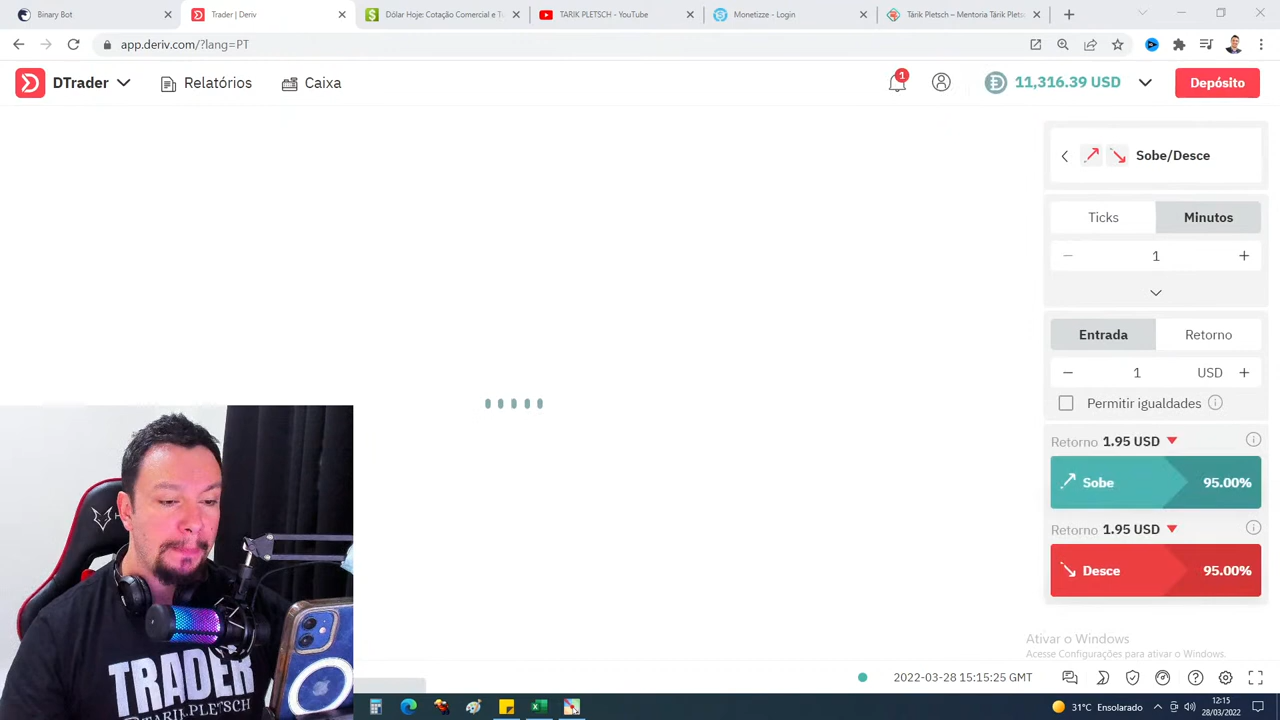 Binary Bot
Trader | Deriv
Dólar Hoje: Cotação Comercial e T
TARIK PLETSCH - YouTube
Monetizze - Login
Tárik Pletsch – Mentoria Tárik Plets
app.deriv.com/?lang=PT
DTrader
Relatórios
Caixa
1
11,316.39 USD
Depósito
Sobe/Desce
Ticks
Minutos
1
Entrada
Retorno
1
USD
Permitir igualdades
Retorno 1.95 USD
Sobe
95.00%
Retorno 1.95 USD
Desce
95.00%
TRADER
TARIK.PLETSCH
Ativar o Windows
Acesse Configurações para ativar o Windows.
2022-03-28 15:15:25 GMT
31°C Ensolarado
12:15
28/03/2022